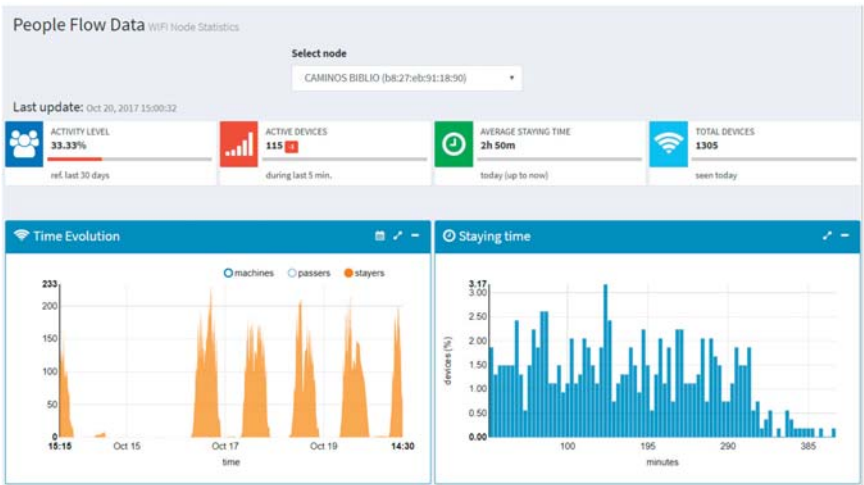 People Flow Data WIFI Node Statistics
Select node
CAMINOS BIBLIO (b8:27:eb:91:18:90)
Last update: Oct 20, 2017 15:00:32
ACTIVITY LEVEL
33.33%
ref. last 30 days
ACTIVE DEVICES
115 -4
during last 5 min.
AVERAGE STAYING TIME
2h 50m
today (up to now)
TOTAL DEVICES
1305
seen today
Time Evolution
machines passers stayers
233
200
150
100
50
0
15:15 Oct 15 Oct 17 Oct 19 14:30
time
Staying time
3.17
3.00
2.50
2.00
1.50
1.00
0.50
0.00
devices (%)
100 195 290 385
minutes